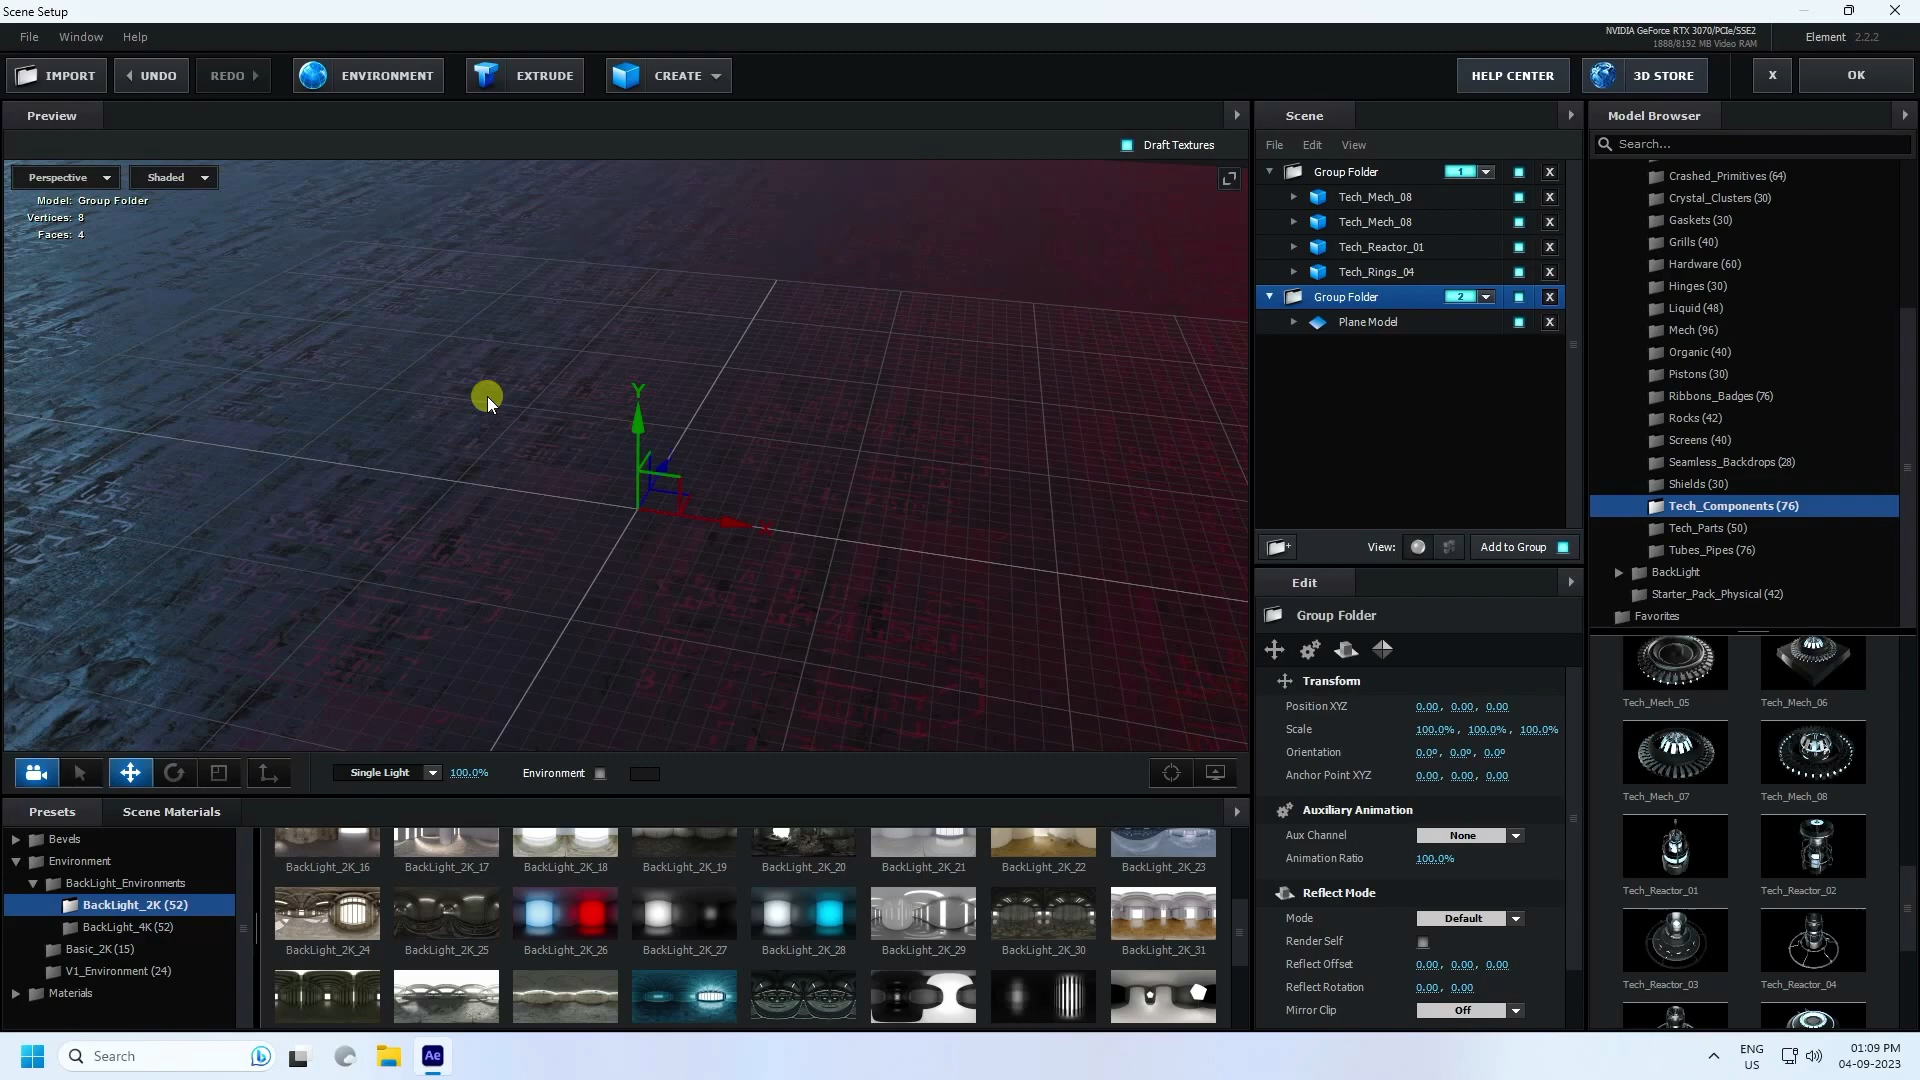 Scene Setup
File Window Help
NVIDIA GeForce RTX 3070/PCIe/SSE2
1888/8192 MB Video RAM
Element 2.2.2
IMPORT UNDO REDO ENVIRONMENT EXTRUDE CREATE HELP CENTER 3D STORE X OK
Preview
Draft Textures
Perspective Shaded
Model: Group Folder
Vertices: 8
Faces: 4
Y
X
Single Light 100.0% Environment
Scene
File Edit View
Group Folder 1 X
Tech_Mech_08 X
Tech_Mech_08 X
Tech_Reactor_01 X
Tech_Rings_04 X
Group Folder 2 X
Plane Model X
View: Add to Group
Edit
Group Folder
Transform
Position XYZ 0.00, 0.00, 0.00
Scale 100.0%, 100.0%, 100.0%
Orientation 0.0º, 0.0º, 0.0º
Anchor Point XYZ 0.00, 0.00, 0.00
Auxiliary Animation
Aux Channel None
Animation Ratio 100.0%
Reflect Mode
Mode Default
Render Self
Reflect Offset 0.00, 0.00, 0.00
Reflect Rotation 0.00, 0.00
Mirror Clip Off
Model Browser
Search...
Crashed_Primitives (64)
Crystal_Clusters (30)
Gaskets (30)
Grills (40)
Hardware (60)
Hinges (30)
Liquid (48)
Mech (96)
Organic (40)
Pistons (30)
Ribbons_Badges (76)
Rocks (42)
Screens (40)
Seamless_Backdrops (28)
Shields (30)
Tech_Components (76)
Tech_Parts (50)
Tubes_Pipes (76)
BackLight
Starter_Pack_Physical (42)
Favorites
Tech_Mech_05 Tech_Mech_06
Tech_Mech_07 Tech_Mech_08
Tech_Reactor_01 Tech_Reactor_02
Tech_Reactor_03 Tech_Reactor_04
Presets Scene Materials
Bevels
Environment
BackLight_Environments
BackLight_2K (52)
BackLight_4K (52)
Basic_2K (15)
V1_Environment (24)
Materials
BackLight_2K_16 BackLight_2K_17 BackLight_2K_18 BackLight_2K_19 BackLight_2K_20 BackLight_2K_21 BackLight_2K_22 BackLight_2K_23
BackLight_2K_24 BackLight_2K_25 BackLight_2K_26 BackLight_2K_27 BackLight_2K_28 BackLight_2K_29 BackLight_2K_30 BackLight_2K_31
Search
Ae
ENG
US
01:09 PM
04-09-2023